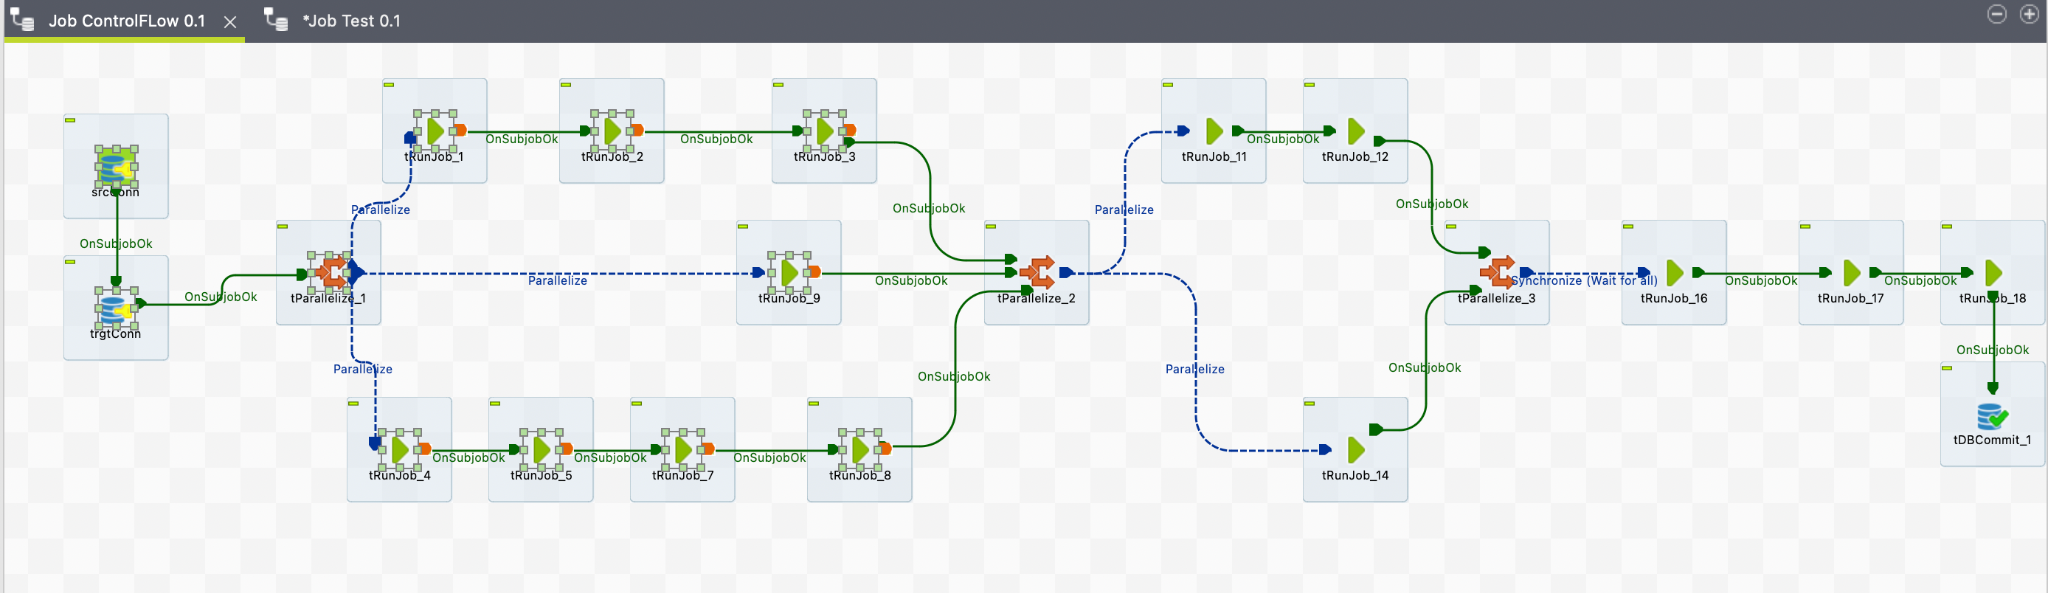 Job ControlFLow 0.1
*Job Test 0.1
srcConn
OnSubjobOk
trgtConn
OnSubjobOk
tParallelize_1
Parallelize
tRunJob_1
OnSubjobOk
tRunJob_2
OnSubjobOk
tRunJob_3
OnSubjobOk
Parallelize
tRunJob_9
OnSubjobOk
Parallelize
tRunJob_4
OnSubjobOk
tRunJob_5
OnSubjobOk
tRunJob_7
OnSubjobOk
tRunJob_8
OnSubjobOk
tParallelize_2
Parallelize
tRunJob_11
OnSubjobOk
tRunJob_12
OnSubjobOk
Parallelize
tRunJob_14
OnSubjobOk
tParallelize_3
Synchronize (Wait for all)
tRunJob_16
OnSubjobOk
tRunJob_17
OnSubjobOk
tRunJob_18
OnSubjobOk
tDBCommit_1